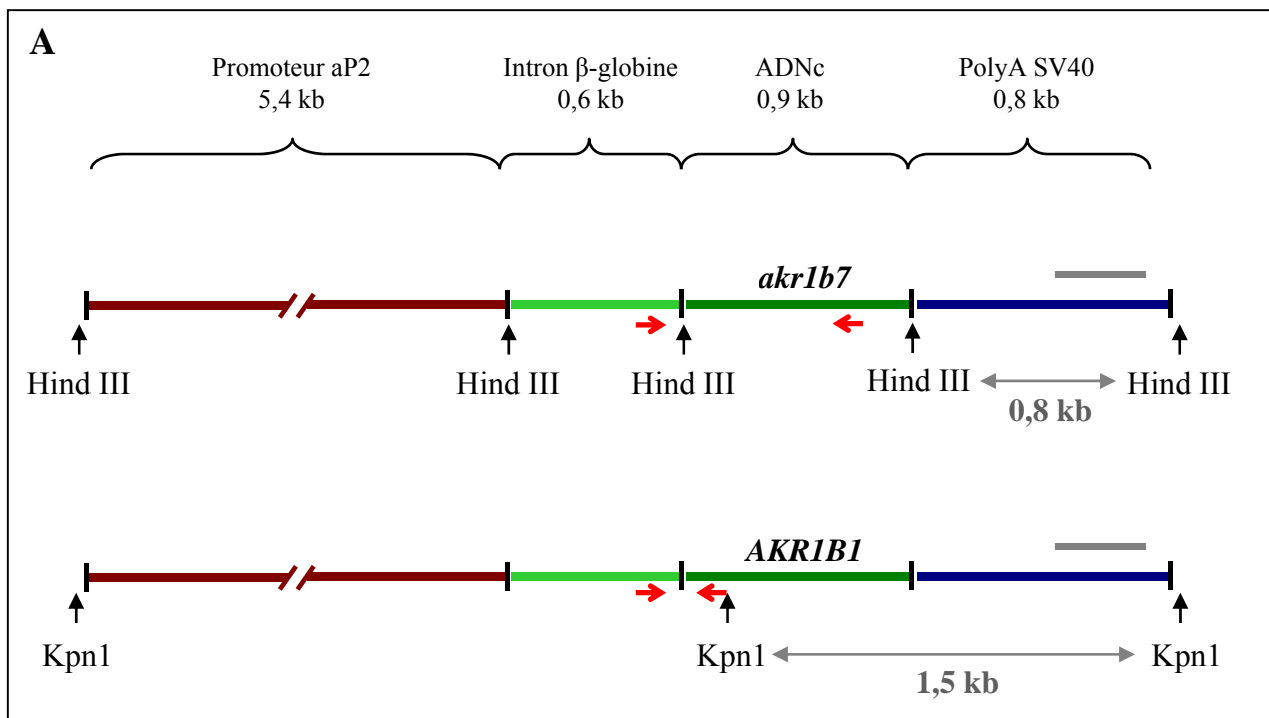 A
Promoteur aP2
5,4 kb
Intron β-globine
0,6 kb
ADNc
0,9 kb
PolyA SV40
0,8 kb
akr1b7
Hind III
Hind III
Hind III
Hind III
Hind III
0,8 kb
AKR1B1
Kpn1
Kpn1
Kpn1
1,5 kb